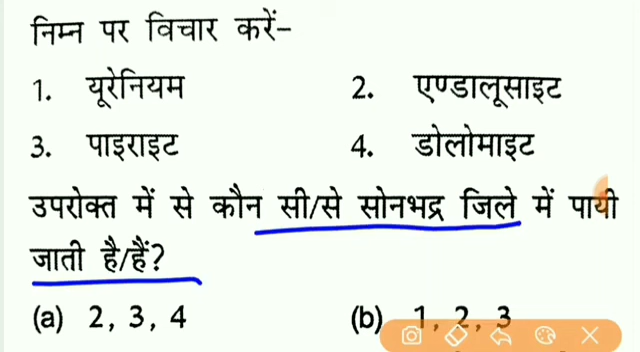 निम्न पर विचार करें–
1. यूरेनियम 2. एण्डालूसाइट
3. पाइराइट 4. डोलोमाइट
उपरोक्त में से कौन सी/से सोनभद्र जिले में पायी
जाती है/हैं?
(a) 2, 3, 4 (b) 1, 2, 3